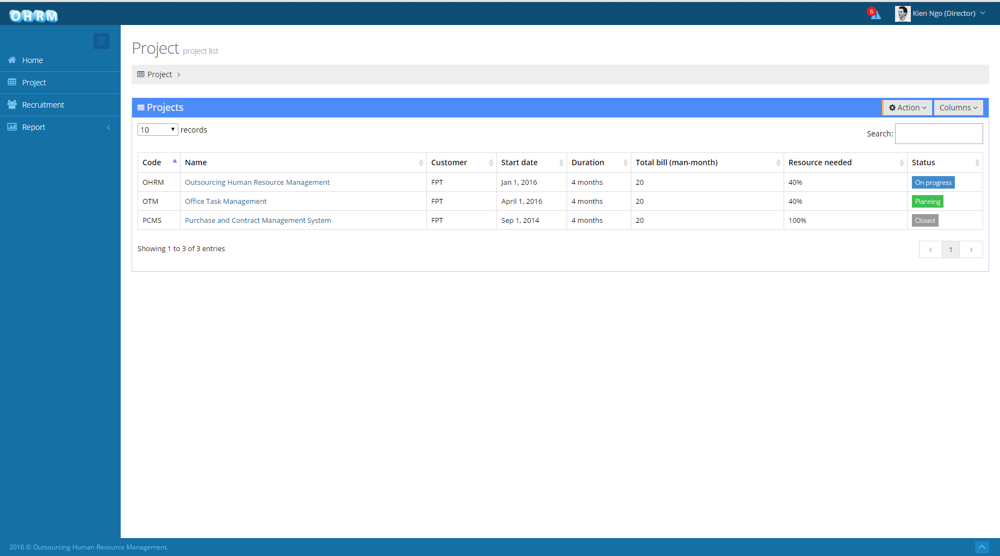 OHRM
6
Kien Ngo (Director)
Home
Project
Recruitment
Report
Project project list
Project
Projects
Action
Columns
10 records
Search:
Code Name Customer Start date Duration Total bill (man-month) Resource needed Status
OHRM Outsourcing Human Resource Management FPT Jan 1, 2016 4 months 20 40% On progress
OTM Office Task Management FPT April 1, 2016 4 months 20 40% Planning
PCMS Purchase and Contract Management System FPT Sep 1, 2014 4 months 20 100% Closed
Showing 1 to 3 of 3 entries
1
2016 © Outsourcing Human Resource Management.